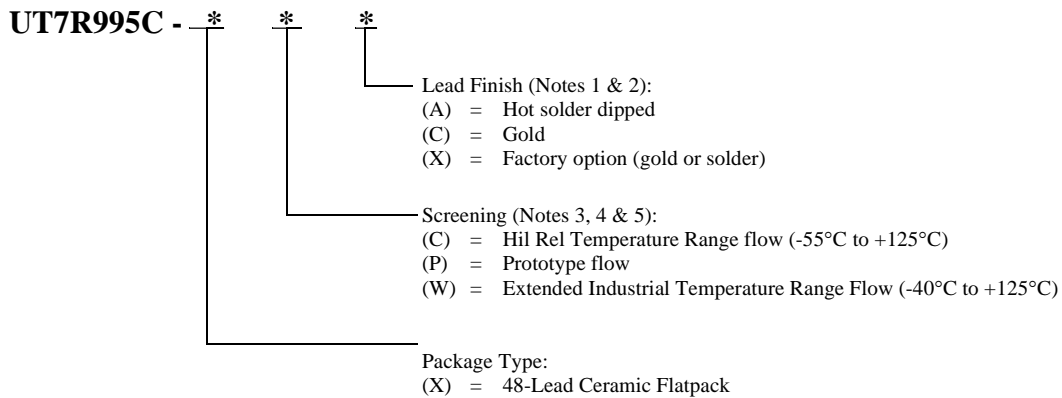 UT7R995C - * * *
Lead Finish (Notes 1 & 2):
(A) = Hot solder dipped
(C) = Gold
(X) = Factory option (gold or solder)
Screening (Notes 3, 4 & 5):
(C) = Hil Rel Temperature Range flow (-55°C to +125°C)
(P) = Prototype flow
(W) = Extended Industrial Temperature Range Flow (-40°C to +125°C)
Package Type:
(X) = 48-Lead Ceramic Flatpack